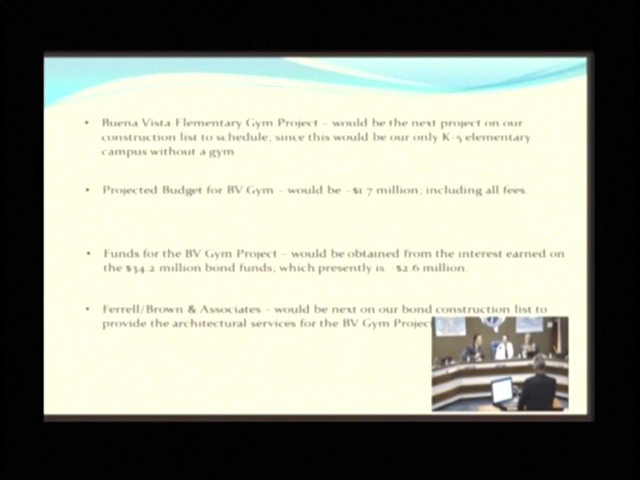 • Buena Vista Elementary Gym Project – would be the next project on our
construction list to schedule, since this would be our only K-5 elementary
campus without a gym
• Projected Budget for BV Gym – would be ~$1.7 million; including all fees.
• Funds for the BV Gym Project – would be obtained from the interest earned on
the $34.2 million bond funds; which presently is ~$2.6 million.
• Ferrell/Brown & Associates – would be next on our bond construction list to
provide the architectural services for the BV Gym Project